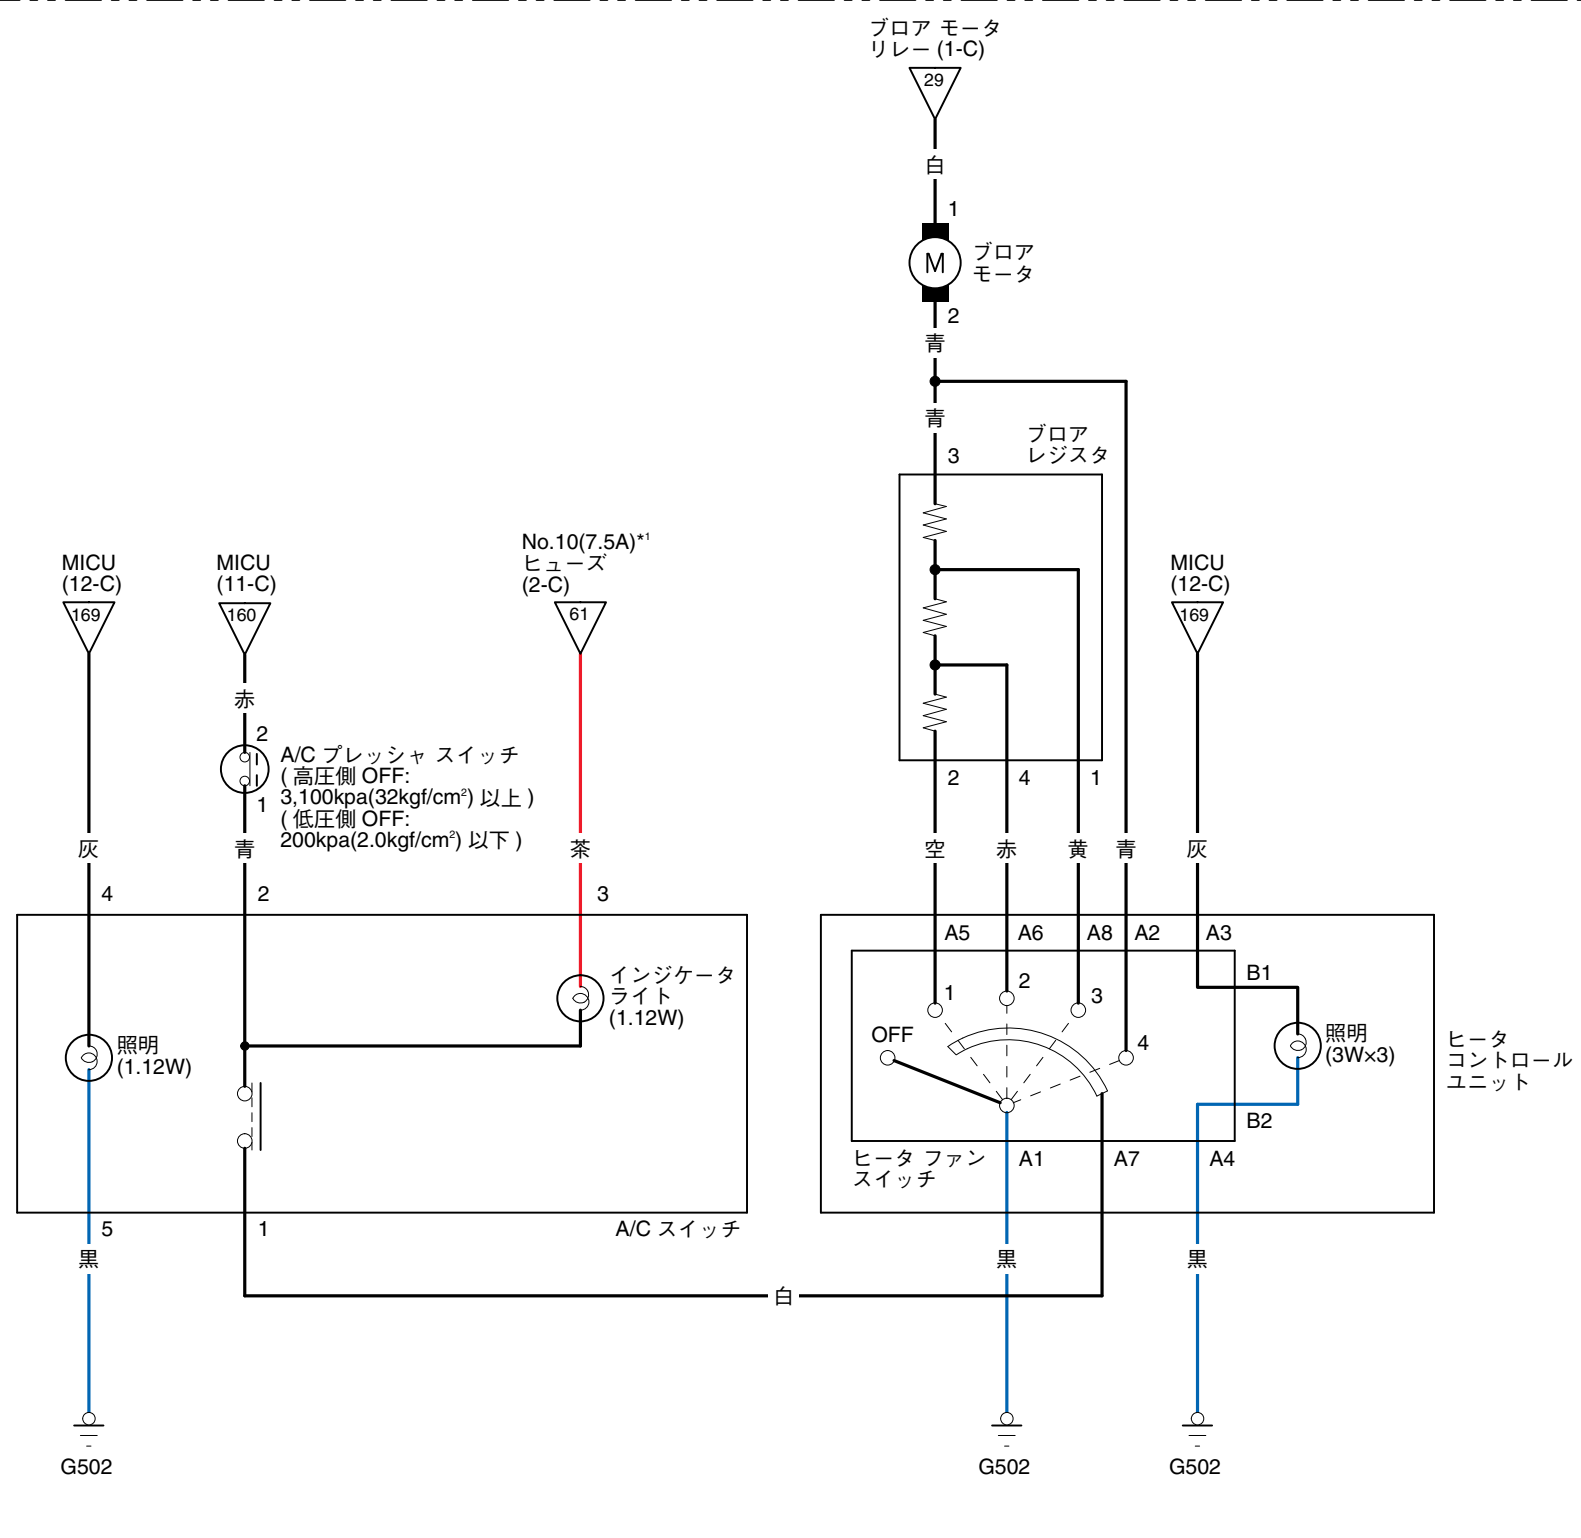 ブロア モータ
リレー (1-C)
29
白
1
M
ブロア
モータ
2
青
青
ブロア
レジスタ
3
No.10(7.5A)*1
ヒューズ
(2-C)
61
MICU
(12-C)
169
MICU
(11-C)
160
MICU
(12-C)
169
赤
2
A/C プレッシャ スイッチ
( 高圧側 OFF:
3,100kpa(32kgf/cm²) 以上 )
( 低圧側 OFF:
200kpa(2.0kgf/cm²) 以下 )
1
2
4
1
灰
青
茶
空
赤
黄
青
灰
4
2
3
A5
A6
A8
A2
A3
インジケータ
ライト
(1.12W)
照明
(1.12W)
1
2
3
4
OFF
B1
照明
(3W×3)
B2
ヒータ
コントロール
ユニット
ヒータ ファン
スイッチ
A1
A7
A4
5
1
A/C スイッチ
黒
黒
黒
白
G502
G502
G502